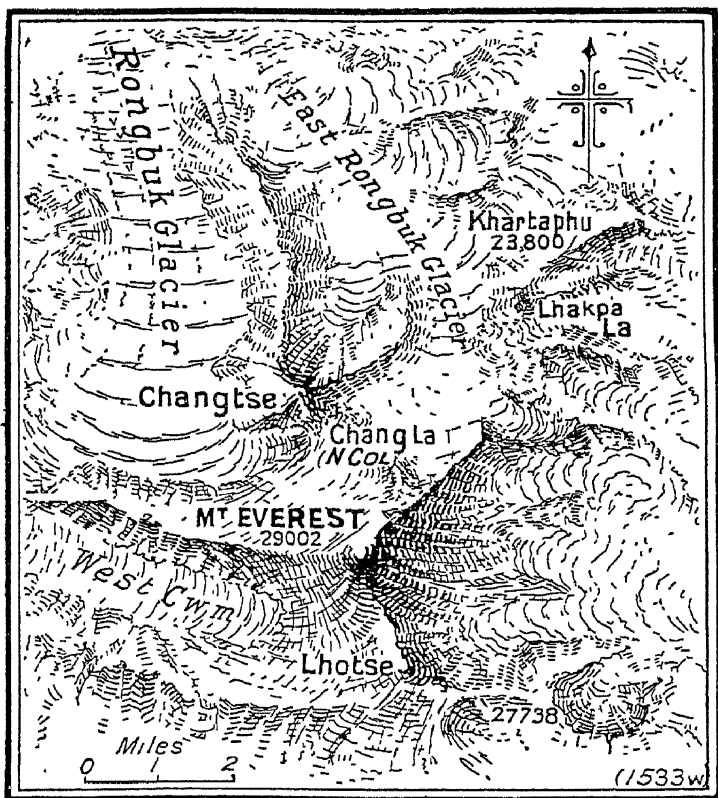 Rongbuk Glacier
East Rongbuk Glacier
Khartaphu
23,800
Lhakpa
La
Changtse
Chang La
(N COL)
MT EVEREST
29002
West Cwm
Lhotse
27738
Miles
0 1 2
(1533w)